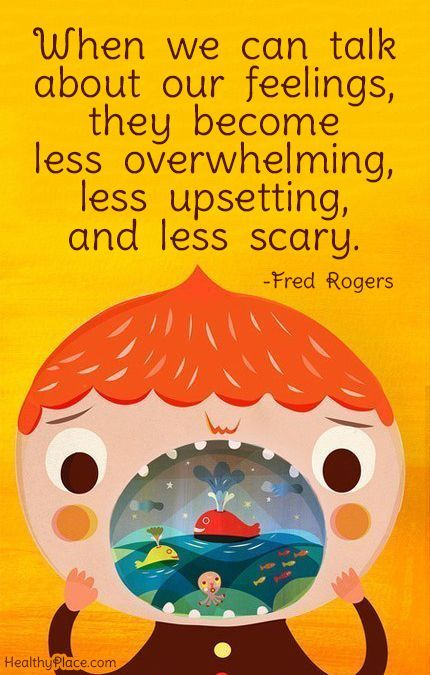 When we can talk
about our feelings,
they become
less overwhelming,
less upsetting,
and less scary.
-Fred Rogers
HealthyPlace.com